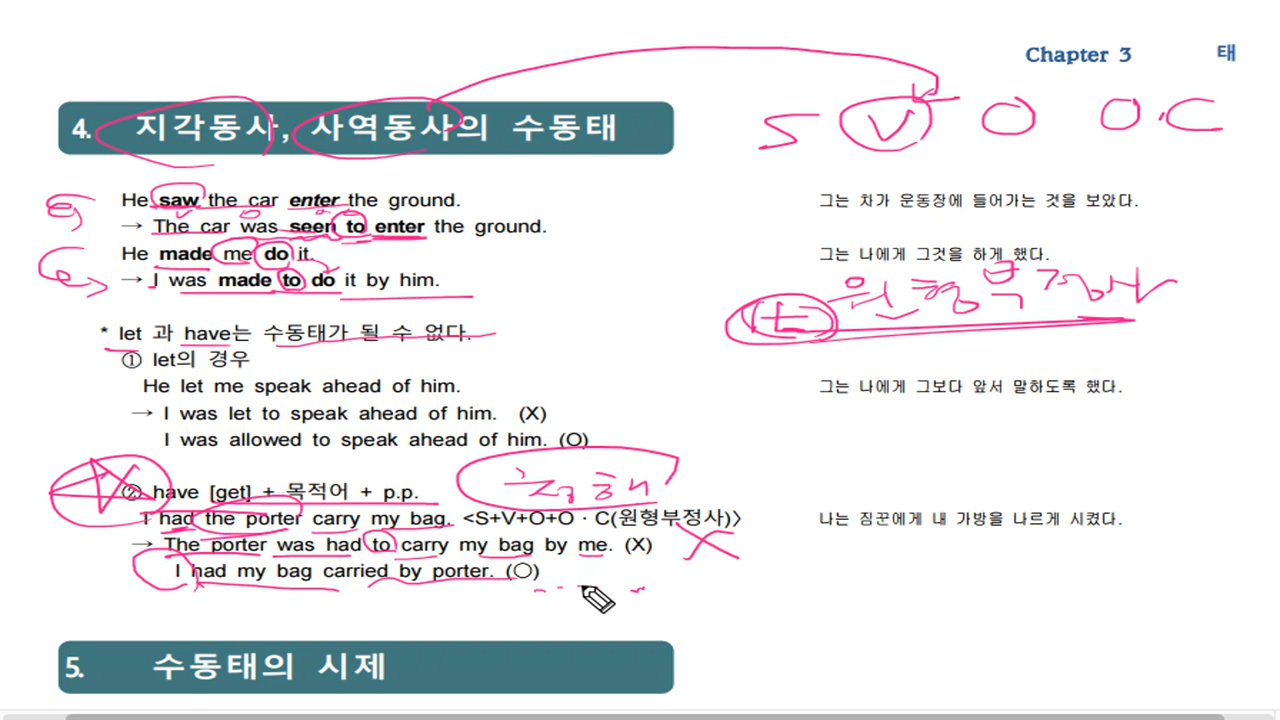 Chapter 3 태
4. 지각동사, 사역동사의 수동태
S V O O.C
He saw the car enter the ground. 그는 차가 운동장에 들어가는 것을 보았다.
→ The car was seen to enter the ground.
He made me do it. 그는 나에게 그것을 하게 했다.
→ I was made to do it by him.
원형부정사
* let 과 have는 수동태가 될 수 없다.
① let의 경우
He let me speak ahead of him. 그는 나에게 그보다 앞서 말하도록 했다.
→ I was let to speak ahead of him. (X)
I was allowed to speak ahead of him. (O)
② have [get] + 목적어 + p.p.
I had the porter carry my bag. <S+V+O+O · C(원형부정사)〉 나는 짐꾼에게 내 가방을 나르게 시켰다.
→ The porter was had to carry my bag by me. (X)
I had my bag carried by porter. (○)
5. 수동태의 시제